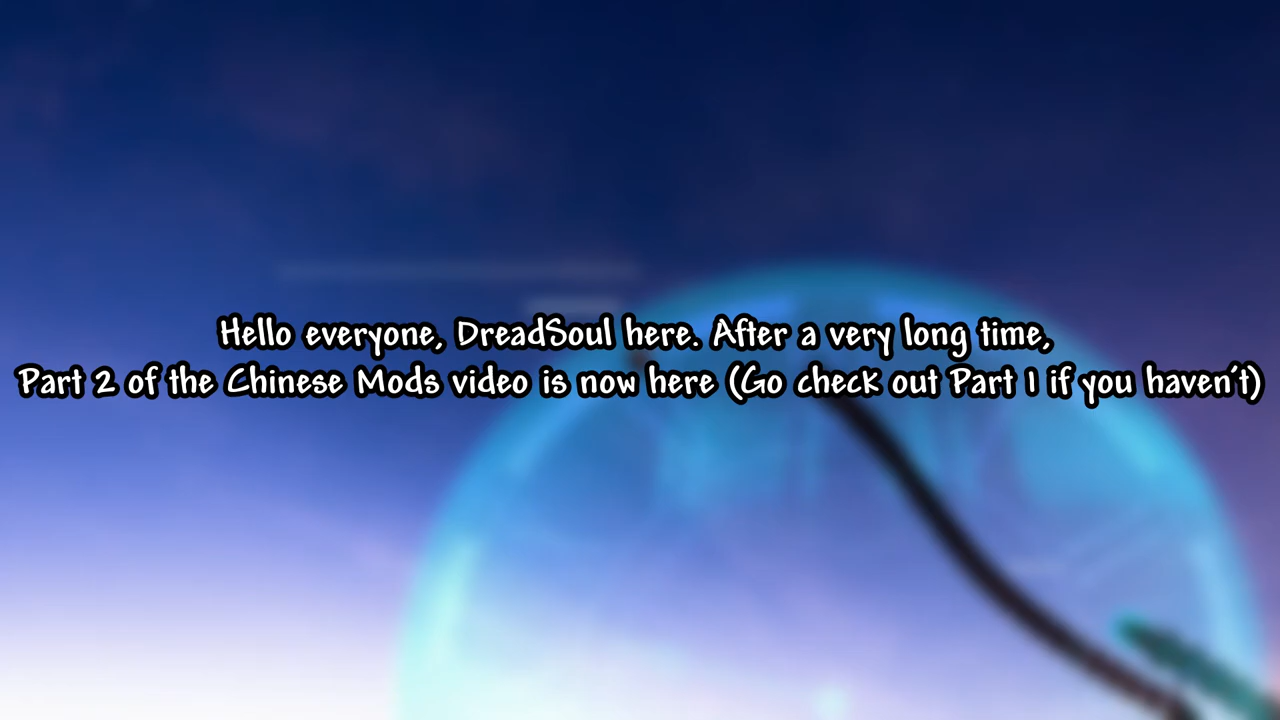 Hello everyone, DreadSoul here. After a very long time,
Part 2 of the Chinese Mods video is now here (Go check out Part 1 if you haven't)